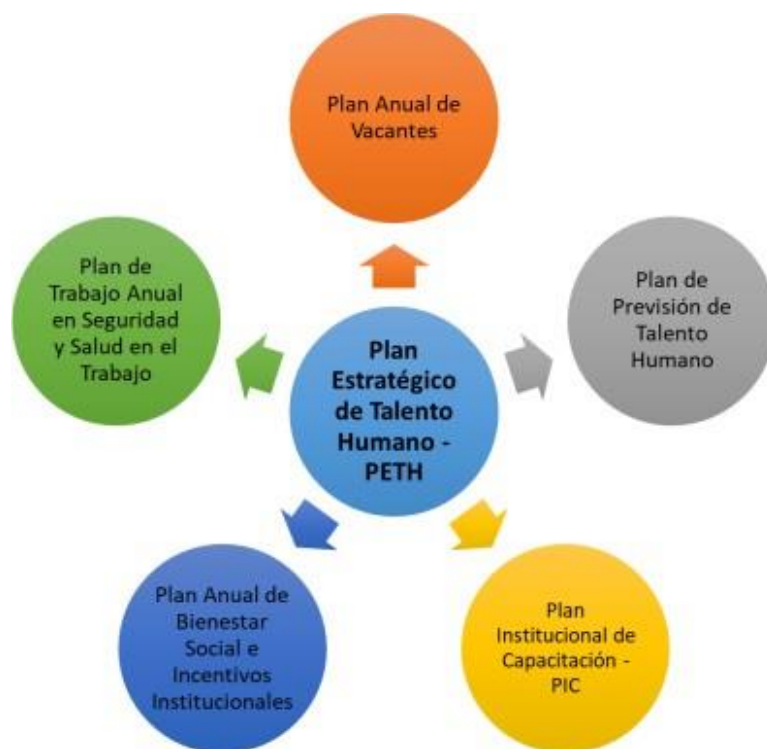 Plan Anual de
Vacantes
Plan de
Previsión de
Talento
Humano
Plan
Institucional de
Capacitación -
PIC
Plan Anual de
Bienestar
Social e
Incentivos
Institucionales
Plan de
Trabajo Anual
en Seguridad
y Salud en el
Trabajo
Plan
Estratégico
de Talento
Humano -
PETH